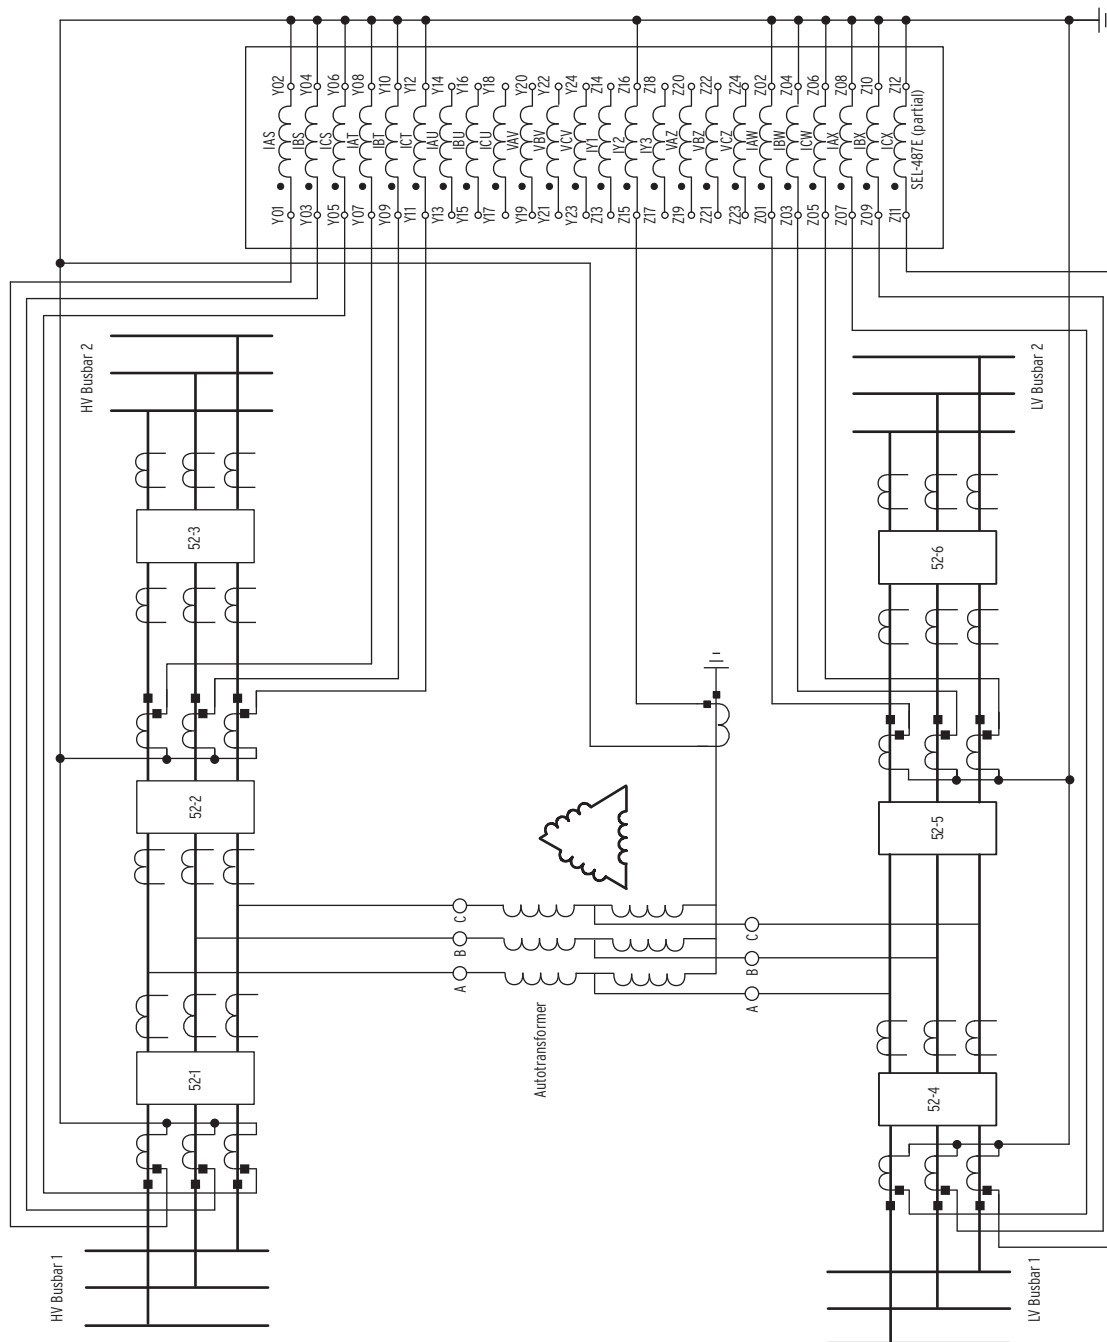 Y02
Y04
Y06
Y08
Y10
Y12
Y14
Y16
Y18
Y20
Y22
Y24
Z14
Z16
Z18
Z20
Z22
Z24
Z02
Z04
Z06
Z08
Z10
Z12
IAS
IBS
ICS
IAT
IBT
ICT
IAU
IBU
ICU
VAV
VBV
VCV
IY1
IY2
IY3
VAZ
VBZ
VCZ
IAW
IBW
ICW
IAX
IBX
ICX
SEL-487E (partial)
Y01
Y03
Y05
Y07
Y09
Y11
Y13
Y15
Y17
Y19
Y21
Y23
Z13
Z15
Z17
Z19
Z21
Z23
Z01
Z03
Z05
Z07
Z09
Z11
HV Busbar 2
LV Busbar 2
52-3
52-6
52-2
52-5
C
B
A
C
B
A
Autotransformer
52-1
52-4
HV Busbar 1
LV Busbar 1